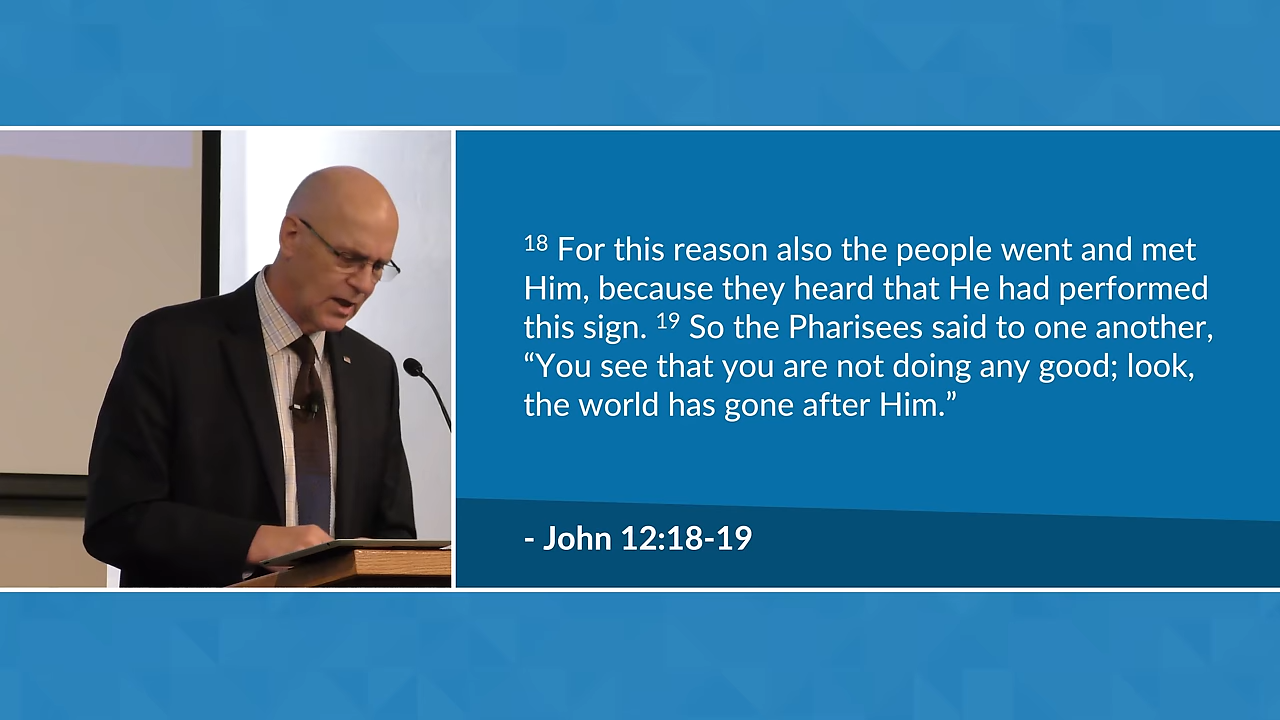 18 For this reason also the people went and met
Him, because they heard that He had performed
this sign. 19 So the Pharisees said to one another,
“You see that you are not doing any good; look,
the world has gone after Him.”
- John 12:18-19